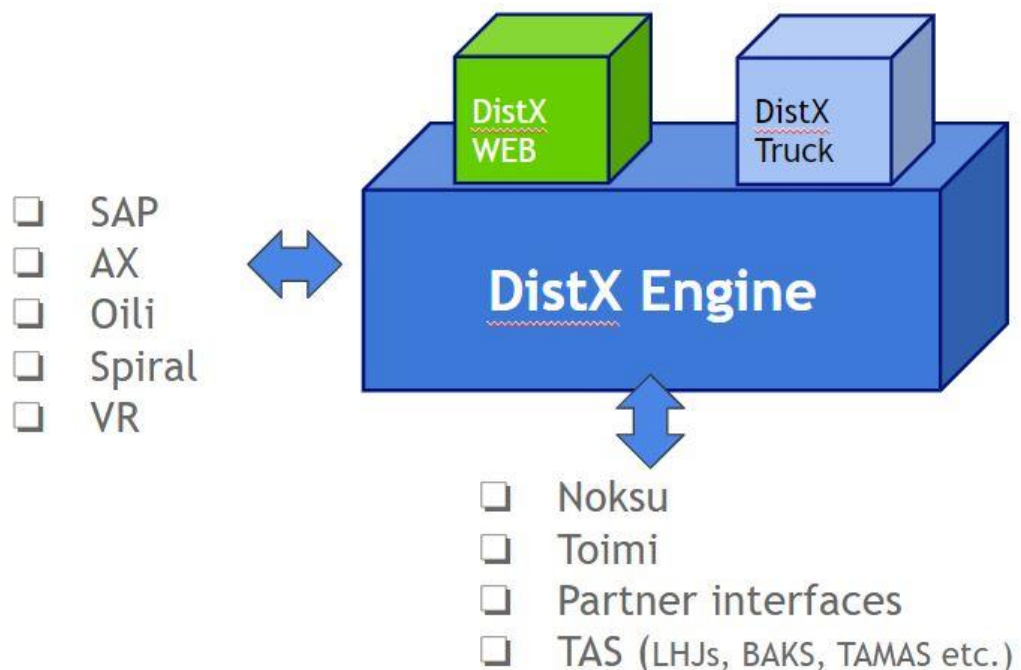 DistX
WEB
DistX
Truck
DistX Engine
SAP
AX
Oili
Spiral
VR
Noksu
Toimi
Partner interfaces
TAS (LHJs, BAKS, TAMAS etc.)